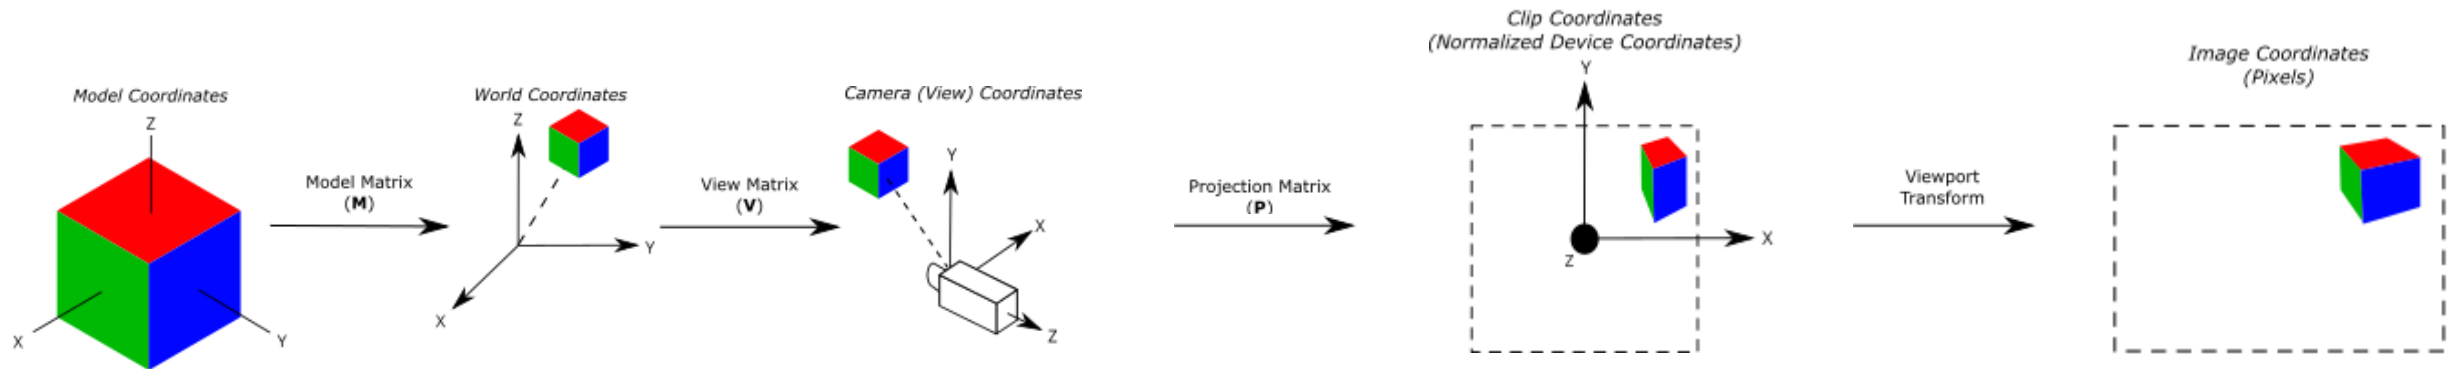 Model Coordinates
Z
X
Y
Model Matrix
(M)
World Coordinates
Z
Y
X
View Matrix
(V)
Camera (View) Coordinates
Y
X
Z
Projection Matrix
(P)
Clip Coordinates
(Normalized Device Coordinates)
Y
X
Z
Viewport
Transform
Image Coordinates
(Pixels)